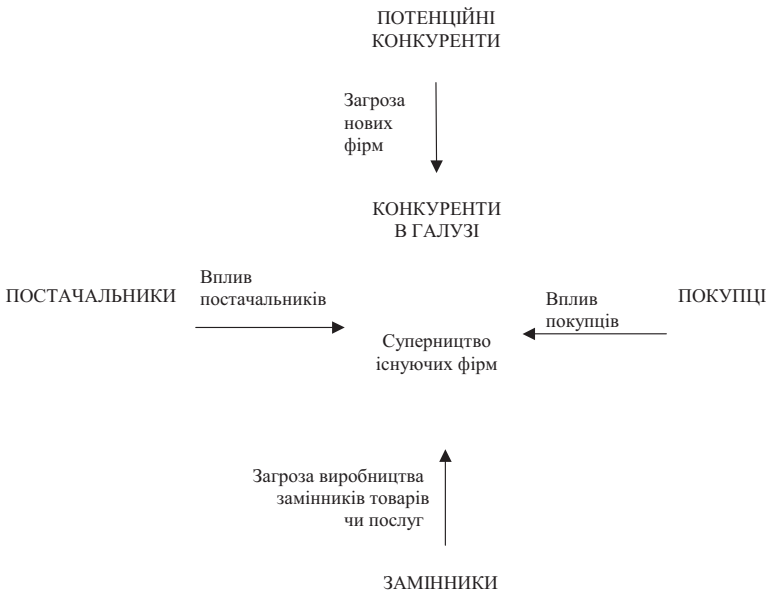 ПОТЕНЦІЙНІ
КОНКУРЕНТИ
Загроза
нових
фірм
КОНКУРЕНТИ
В ГАЛУЗІ
ПОСТАЧАЛЬНИКИ
Вплив
постачальників
Вплив
покупців
ПОКУПЦІ
Суперництво
існуючих фірм
Загроза виробництва
замінників товарів
чи послуг
ЗАМІННИКИ